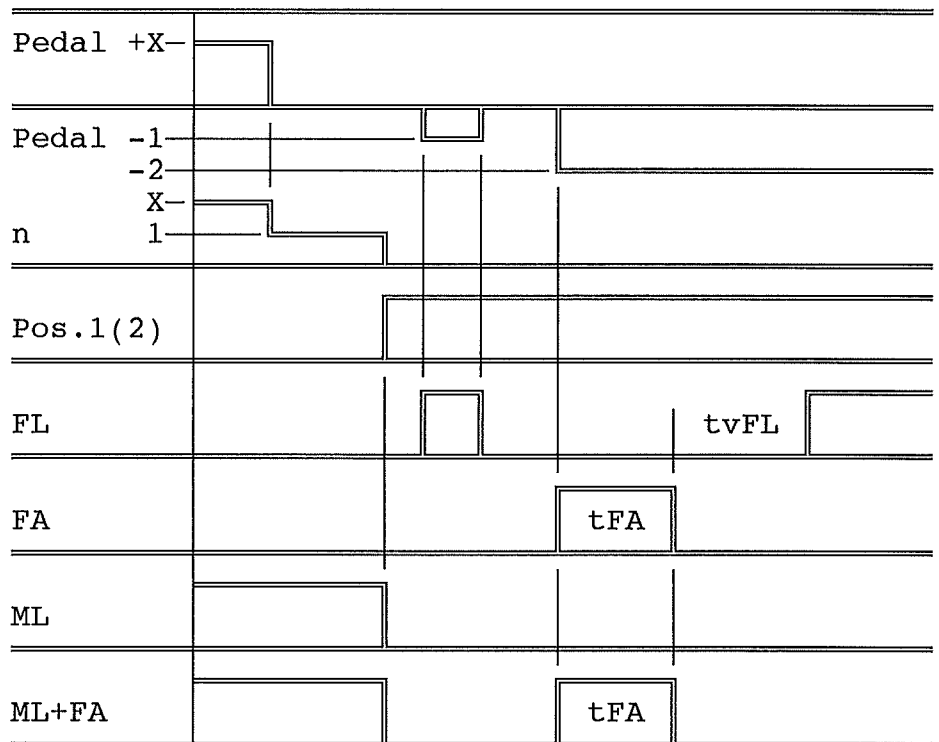 Pedal +X
Pedal -1
-2
X
n 1
Pos.1(2)
FL tvFL
FA tFA
ML
ML+FA tFA